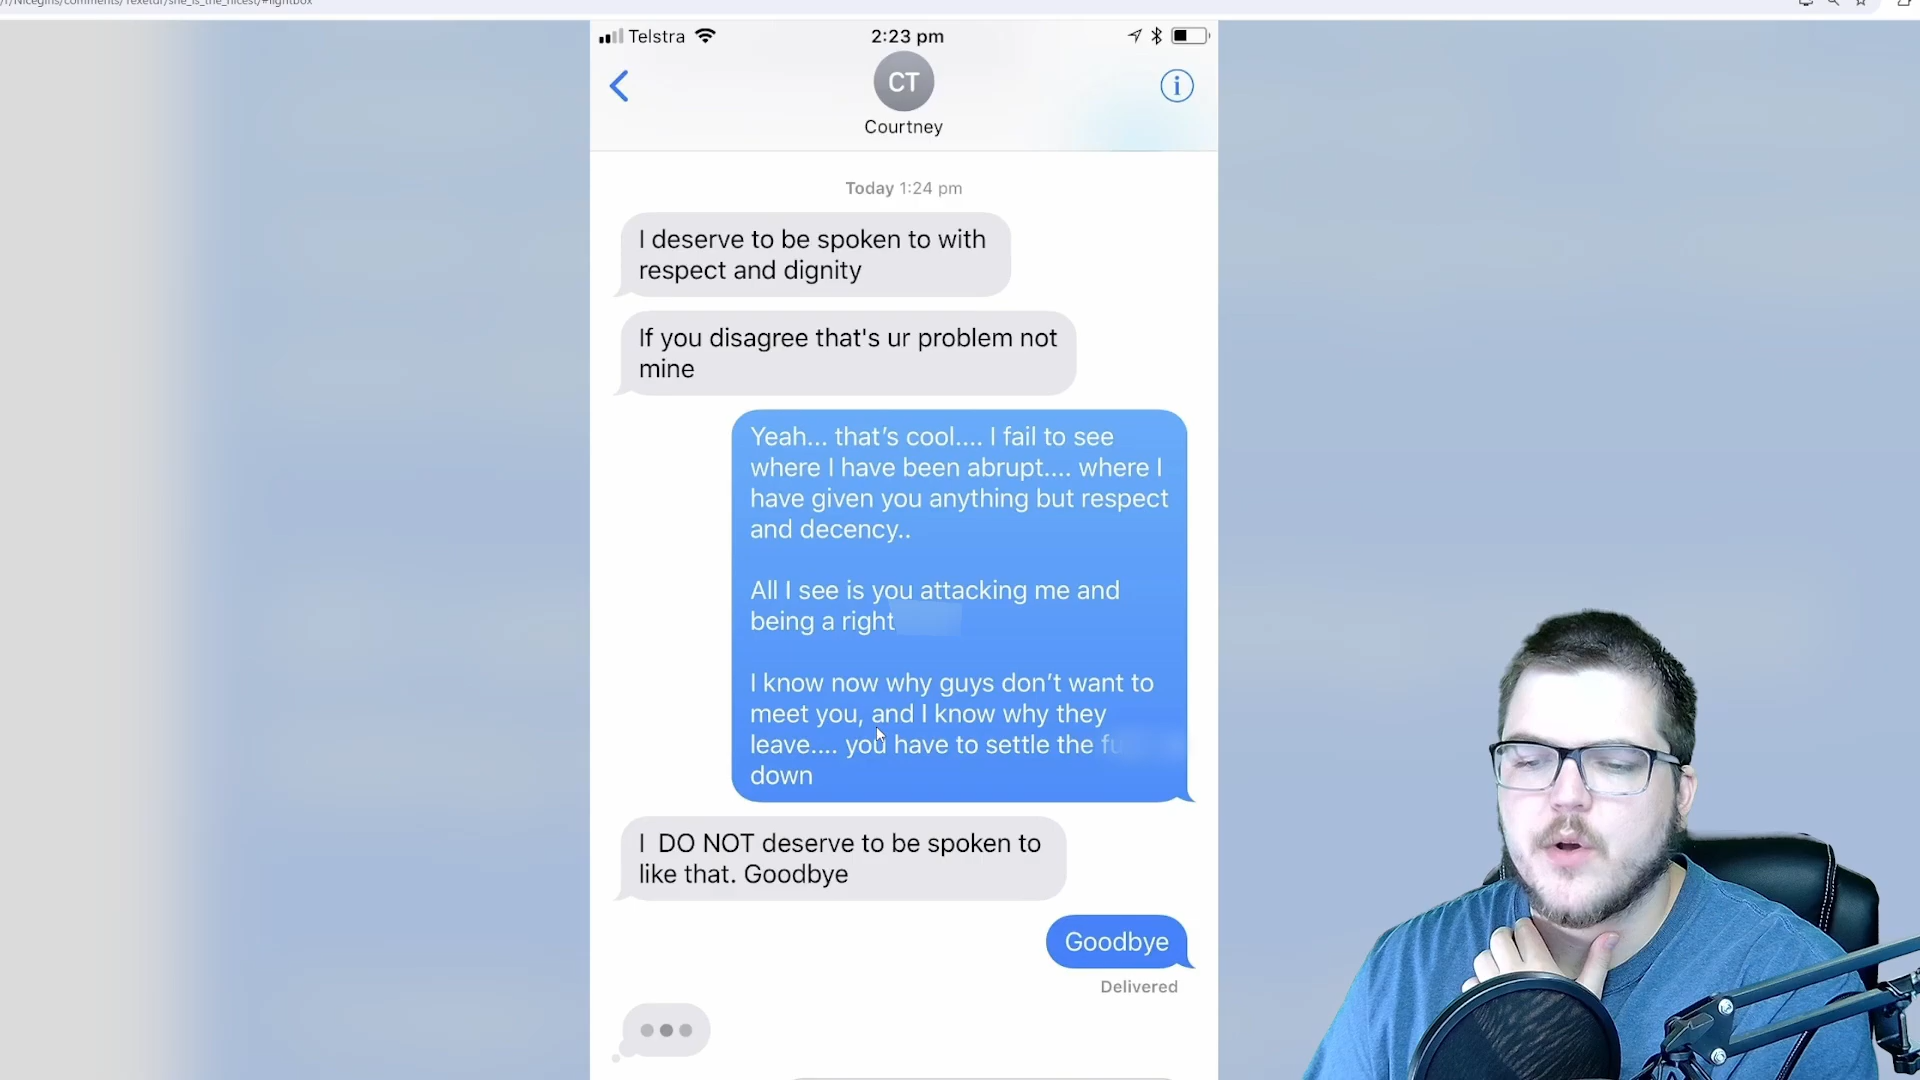 Telstra 2:23 pm
CT
Courtney
Today 1:24 pm
I deserve to be spoken to with
respect and dignity
If you disagree that's ur problem not
mine
Yeah... that’s cool.... I fail to see
where I have been abrupt.... where I
have given you anything but respect
and decency..
All I see is you attacking me and
being a right
I know now why guys don’t want to
meet you, and I know why they
leave.... you have to settle the
down
I DO NOT deserve to be spoken to
like that. Goodbye
Goodbye
Delivered